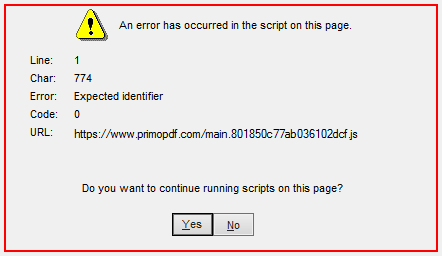 An error has occurred in the script on this page.
Line: 1
Char: 774
Error: Expected identifier
Code: 0
URL: https://www.primopdf.com/main.801850c77ab036102dcf.js
Do you want to continue running scripts on this page?
Yes No